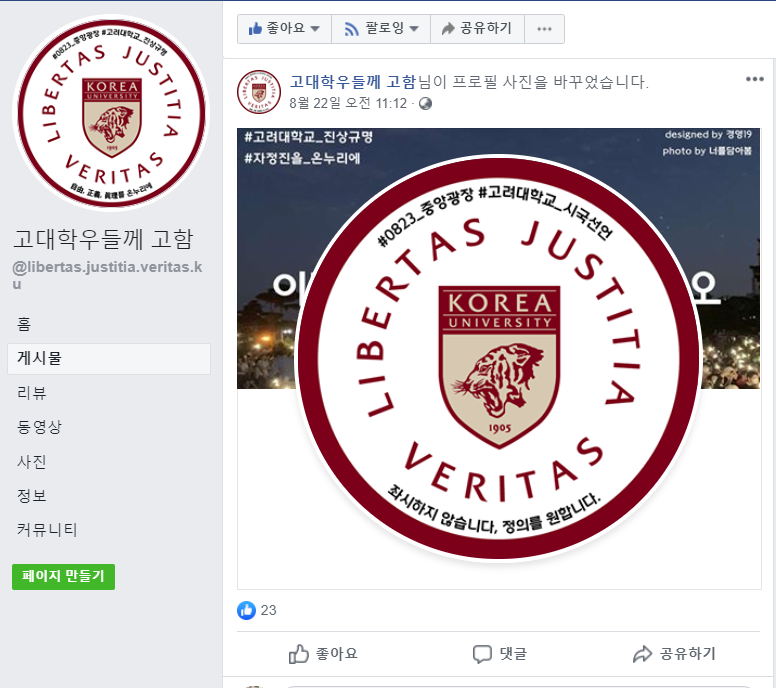 #0823_중앙광장 #고려대학교_진상규명
LIBERTAS JUSTITIA
KOREA
UNIVERSITY
1905
VERITAS
自由, 正義, 眞理를 온누리에
고대학우들께 고함
@libertas.justitia.veritas.k
u
홈
게시물
리뷰
동영상
사진
정보
커뮤니티
페이지 만들기
좋아요
팔로잉
공유하기
고대학우들께 고함님이 프로필 사진을 바꾸었습니다.
8월 22일 오전 11:12 ·
#고려대학교_진상규명
#자정진을_온누리에
designed by 경영19
photo by 너를담아봄
이
오
#0823_중앙광장 #고려대학교_시국선언
LIBERTAS JUSTITIA
KOREA
UNIVERSITY
1905
VERITAS
좌시하지 않습니다, 정의를 원합니다.
23
좋아요
댓글
공유하기